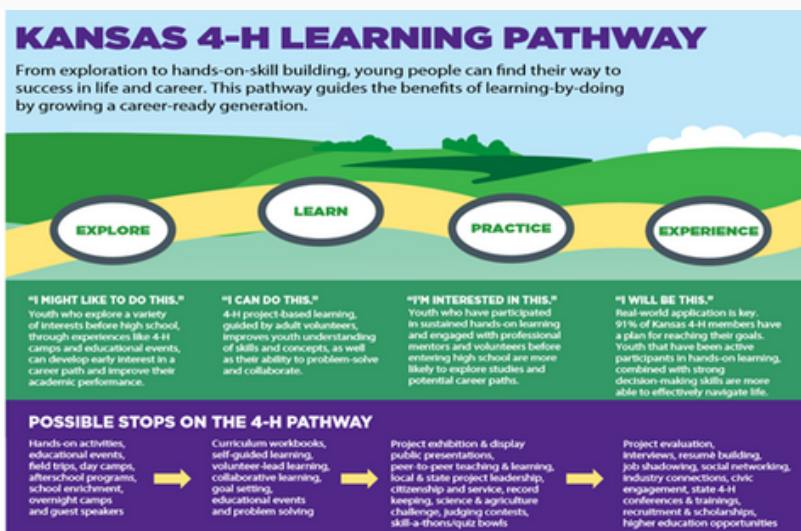 KANSAS 4-H LEARNING PATHWAY
From exploration to hands-on-skill building, young people can find their way to
success in life and career. This pathway guides the benefits of learning-by-doing
by growing a career-ready generation.
EXPLORE
LEARN
PRACTICE
EXPERIENCE
"I MIGHT LIKE TO DO THIS."
Youth who explore a variety
of interests before high school,
through experiences like 4-H
camps and educational events,
can develop early interest in a
career path and improve their
academic performance.
"I CAN DO THIS."
4-H project-based learning,
guided by adult volunteers,
improves youth understanding
of skills and concepts, as well
as their ability to problem-solve
and collaborate.
"I'M INTERESTED IN THIS."
Youth who have participated
in sustained hands-on learning
and engaged with professional
mentors and volunteers before
entering high school are more
likely to explore studies and
potential career paths.
"I WILL BE THIS."
Real-world application is key.
91% of Kansas 4-H members have
a plan for reaching their goals.
Youth that have been active
participants in hands-on learning,
combined with strong
decision-making skills are more
able to effectively navigate life.
POSSIBLE STOPS ON THE 4-H PATHWAY
Hands-on activities,
educational events,
field trips, day camps,
afterschool programs,
school enrichment,
overnight camps
and guest speakers
Curriculum workbooks,
self-guided learning,
volunteer-lead learning,
collaborative learning,
goal setting,
educational events
and problem solving
Project exhibition & display
public presentations,
peer-to-peer teaching & learning,
local & state project leadership,
citizenship and service, record
keeping, science & agriculture
challenge, judging contests,
skill-a-thons/quiz bowls
Project evaluation,
interviews, resumè building,
job shadowing, social networking,
industry connections, civic
engagement, state 4-H
conferences & trainings,
recruitment & scholarships,
higher education opportunities